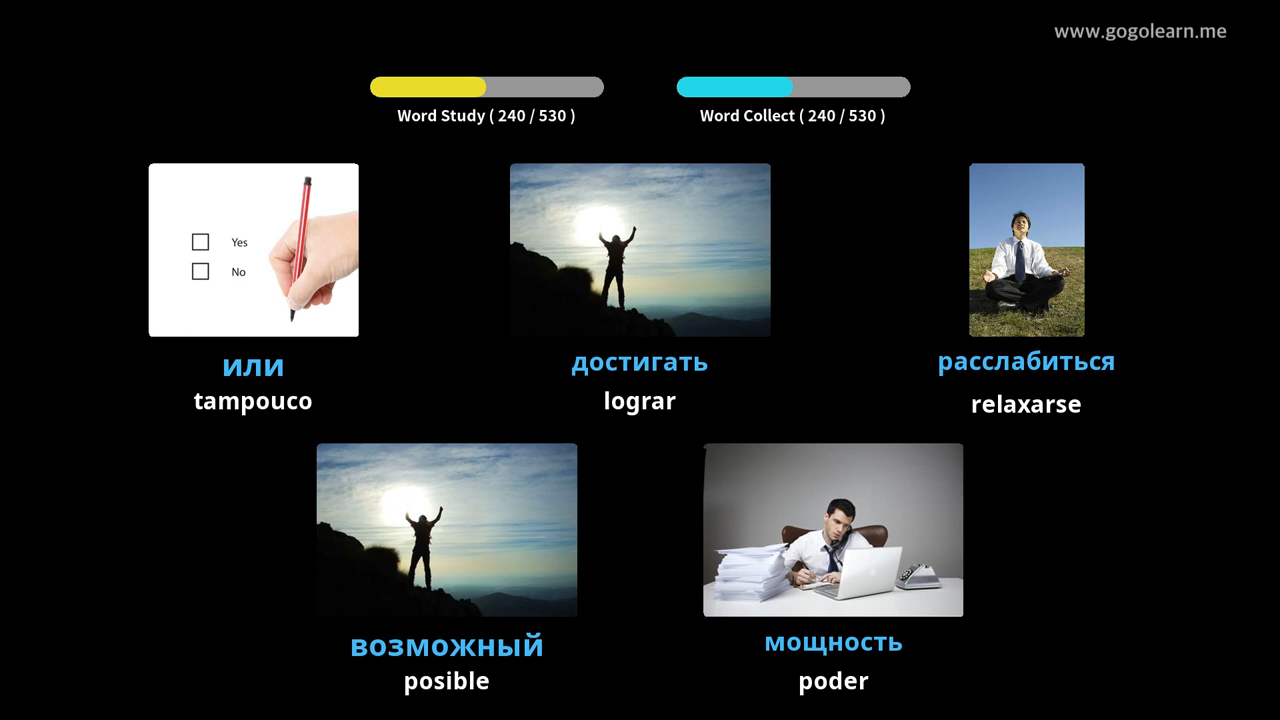 www.gogolearn.me
Word Study ( 240 / 530 )
Word Collect ( 240 / 530 )
Yes
No
или
tampouco
достигать
lograr
расслабиться
relaxarse
возможный
posible
мощность
poder